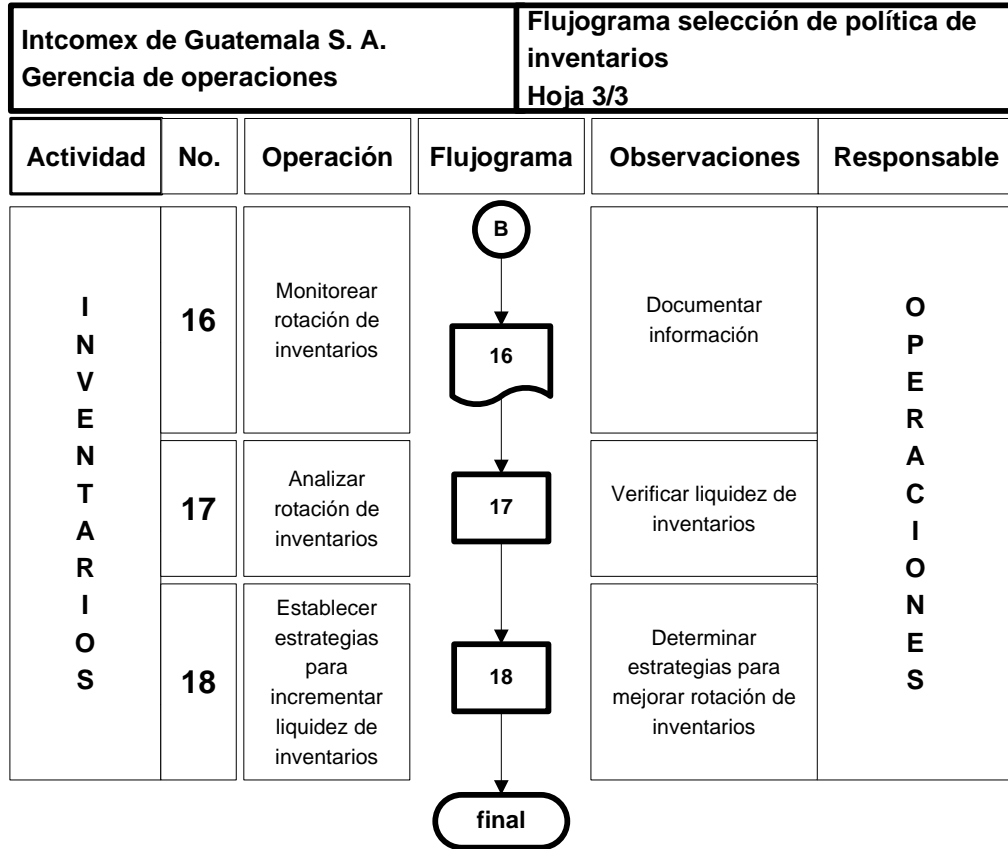 Intcomex de Guatemala S. A.
Gerencia de operaciones
Flujograma selección de política de
inventarios
Hoja 3/3
Actividad
No.
Operación
Flujograma
Observaciones
Responsable
I
N
V
E
N
T
A
R
I
O
S
16
Monitorear
rotación de
inventarios
B
16
Documentar
información
17
Analizar
rotación de
inventarios
17
Verificar liquidez de
inventarios
18
Establecer
estrategias
para
incrementar
liquidez de
inventarios
18
Determinar
estrategias para
mejorar rotación de
inventarios
O
P
E
R
A
C
I
O
N
E
S
final